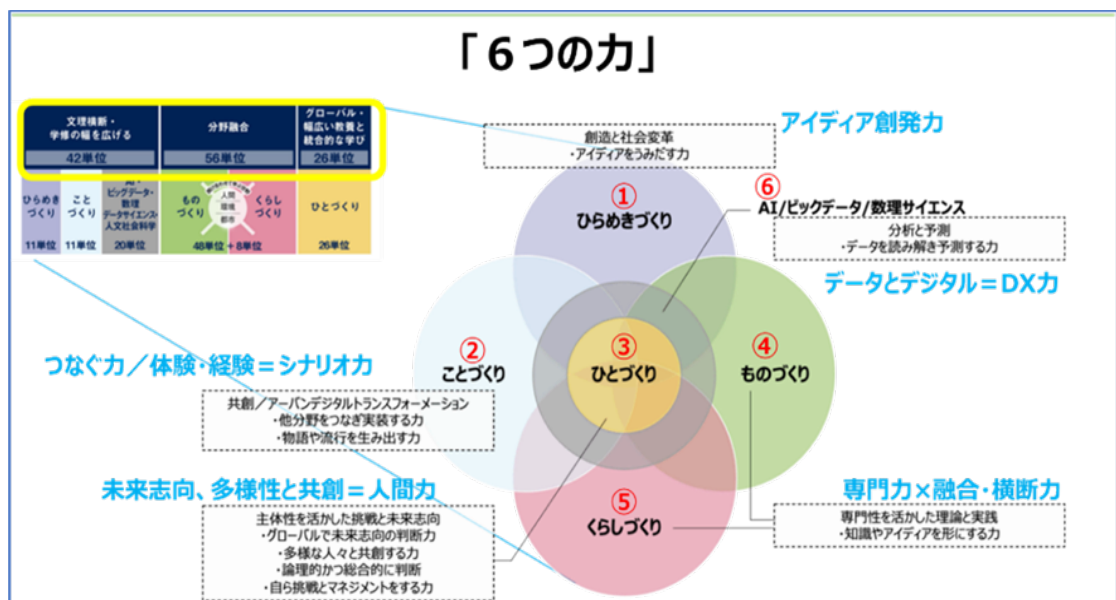 「６つの力」
文理横断・
学修の幅を広げる
42単位
分野融合
56単位
グローバル・
幅広い教養と
統合的な学び
26単位
ひらめき
づくり
11単位
こと
づくり
11単位
ビッグデータ・
数理
データサイエンス・
人文社会科学
20単位
もの
づくり
人間
環境
都市
くらし
づくり
48単位＋8単位
ひとづくり
26単位
アイディア創発力
創造と社会変革
・アイディアをうみだす力
①
ひらめきづくり
⑥
AI/ビックデータ/数理サイエンス
分析と予測
・データを読み解き予測する力
データとデジタル＝DX力
②
ことづくり
③
ひとづくり
④
ものづくり
つなぐ力／体験・経験＝シナリオ力
共創／アーバンデジタルトランスフォーメーション
・他分野をつなぎ実装する力
・物語や流行を生み出す力
未来志向、多様性と共創＝人間力
主体性を活かした挑戦と未来志向
・グローバルで未来志向の判断力
・多様な人々と共創する力
・論理的かつ総合的に判断
・自ら挑戦とマネジメントをする力
⑤
くらしづくり
専門力×融合・横断力
専門性を活かした理論と実践
・知識やアイディアを形にする力